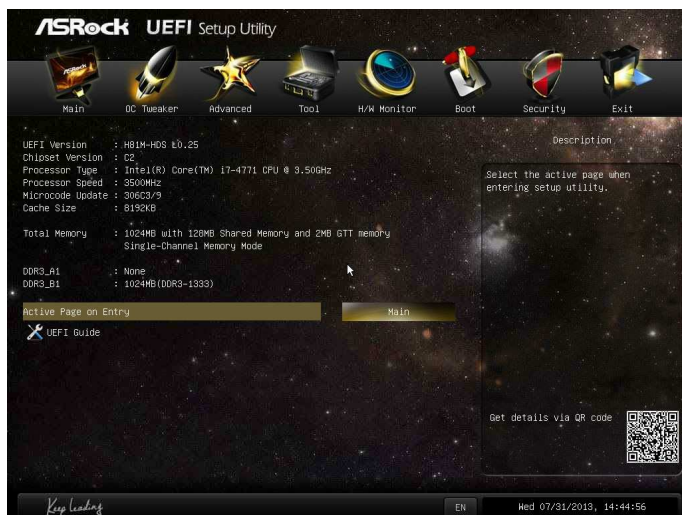 ASRock UEFI Setup Utility
Main OC Tweaker Advanced Tool H/W Monitor Boot Security Exit
UEFI Version : H81M-HDS L0.25
Chipset Version : C2
Processor Type : Intel(R) Core(TM) i7-4771 CPU @ 3.50GHz
Processor Speed : 3500MHz
Microcode Update : 306C3/9
Cache Size : 8192KB
Total Memory : 1024MB with 128MB Shared Memory and 2MB GTT memory
Single-Channel Memory Mode
DDR3_A1 : None
DDR3_B1 : 1024MB(DDR3-1333)
Active Page on Entry Main
UEFI Guide
Description
Select the active page when
entering setup utility.
Get details via QR code
Keep Leading
EN Wed 07/31/2013, 14:44:56